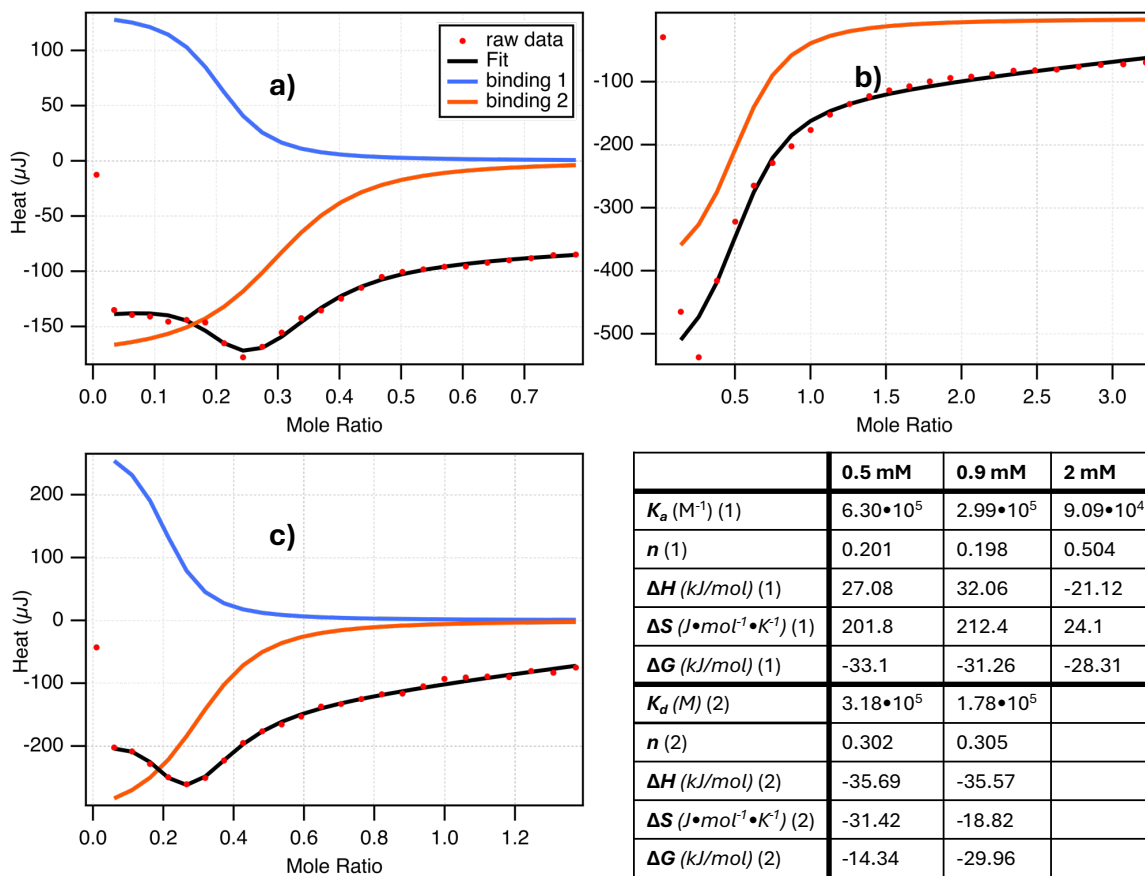 100
50
0
-50
-100
-150
Heat (µJ)
a)
raw data
Fit
binding 1
binding 2
0.0 0.1 0.2 0.3 0.4 0.5 0.6 0.7
Mole Ratio
-100
-200
-300
-400
-500
b)
0.5 1.0 1.5 2.0 2.5 3.0
Mole Ratio
200
100
0
-100
-200
Heat (µJ)
c)
0.0 0.2 0.4 0.6 0.8 1.0 1.2
Mole Ratio
0.5 mM 0.9 mM 2 mM
Kₐ (M⁻¹) (1) 6.30•10⁵ 2.99•10⁵ 9.09•10⁴
n (1) 0.201 0.198 0.504
ΔH (kJ/mol) (1) 27.08 32.06 -21.12
ΔS (J•mol⁻¹•K⁻¹) (1) 201.8 212.4 24.1
ΔG (kJ/mol) (1) -33.1 -31.26 -28.31
K_d (M) (2) 3.18•10⁵ 1.78•10⁵
n (2) 0.302 0.305
ΔH (kJ/mol) (2) -35.69 -35.57
ΔS (J•mol⁻¹•K⁻¹) (2) -31.42 -18.82
ΔG (kJ/mol) (2) -14.34 -29.96